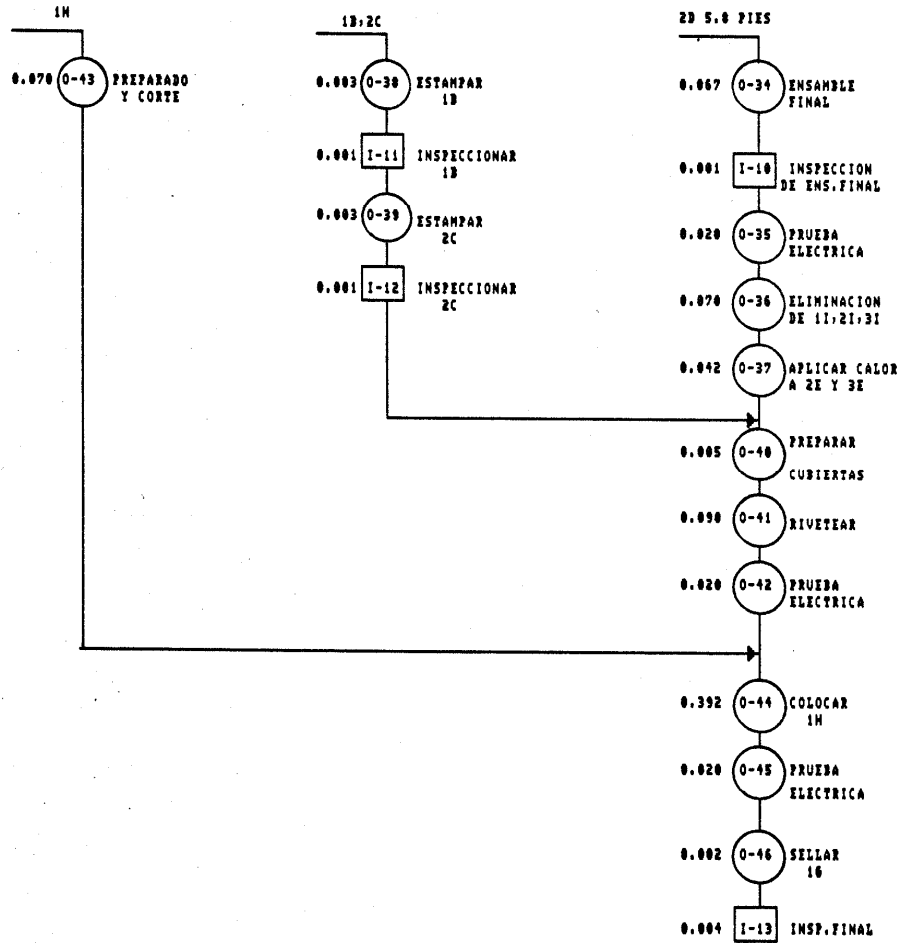 1H
0.070 O-43 PREPARADO
Y CORTE
1B;2C
0.003 O-38 ESTAMPAR
1B
0.001 I-11 INSPECCIONAR
1B
0.003 O-39 ESTAMPAR
2C
0.001 I-12 INSPECCIONAR
2C
2D 5.8 PIES
0.067 O-34 ENSAMBLE
FINAL
0.001 I-10 INSPECCION
DE ENS.FINAL
0.020 O-35 PRUEBA
ELECTRICA
0.070 O-36 ELIMINACION
DE 1I;2I;3I
0.042 O-37 APLICAR CALOR
A 2E Y 3E
0.005 O-40 PREPARAR
CUBIERTAS
0.090 O-41 RIVETEAR
0.020 O-42 PRUEBA
ELECTRICA
0.392 O-44 COLOCAR
1H
0.020 O-45 PRUEBA
ELECTRICA
0.002 O-46 SELLAR
1G
0.004 I-13 INSP.FINAL